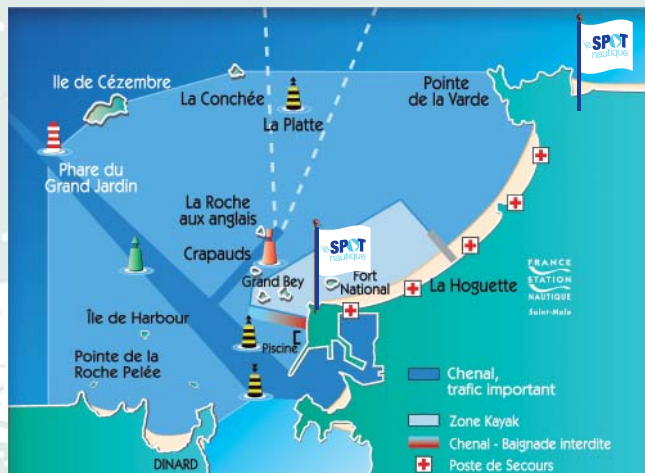 le SPOT
nautique
Ile de Cézembre
La Conchée
La Platte
Pointe
de la Varde
Phare du
Grand Jardin
La Roche
aux anglais
Crapauds
le SPOT
nautique
Grand Bey
Fort
National
La Hoguette
FRANCE
STATION
NAUTIQUE
Saint-Malo
Île de Harbour
Piscine
Pointe de la
Roche Pelée
DINARD
Chenal,
trafic important
Zone Kayak
Chenal - Baignade interdite
Poste de Secours